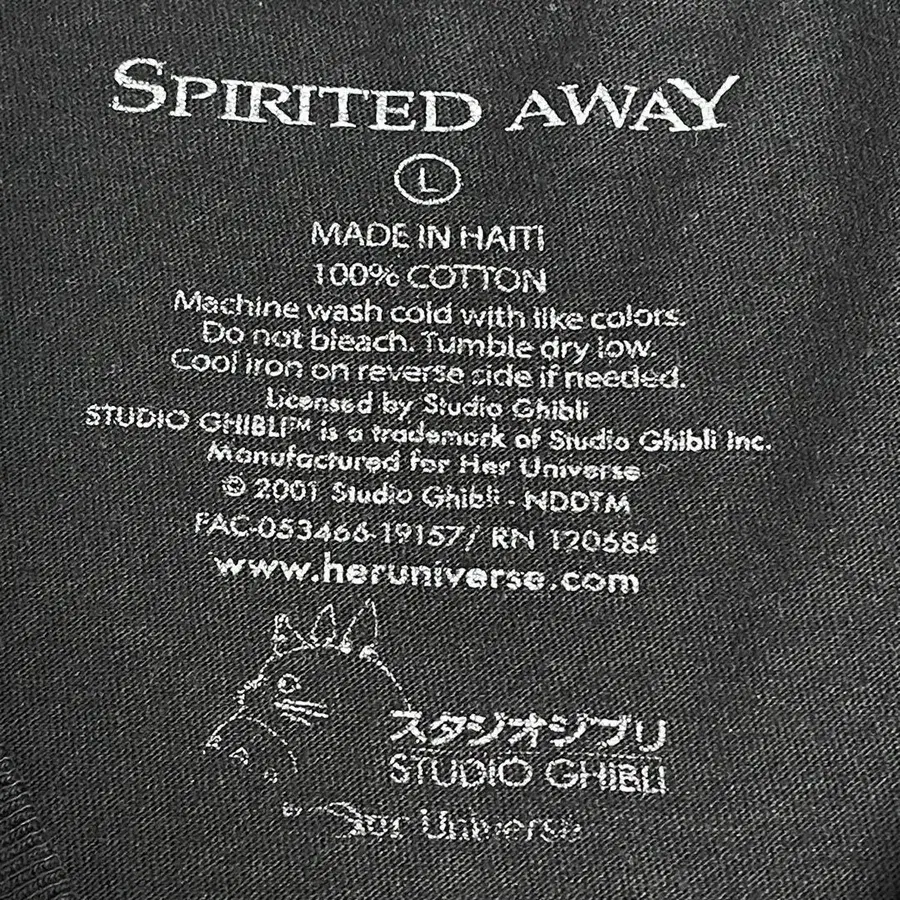 SPIRITED AWAY
L
MADE IN HAITI
100% COTTON
Machine wash cold with like colors.
Do not bleach. Tumble dry low.
Cool iron on reverse side if needed.
Licensed by Studio Ghibli
STUDIO GHIBLI™ is a trademark of Studio Ghibli Inc.
Manufactured for Her Universe
© 2001 Studio Ghibli - NDDTM
FAC-053466-19157/ RN 120684
www.heruniverse.com
スタジオジブリ
STUDIO GHIBLI
BY Her Universe